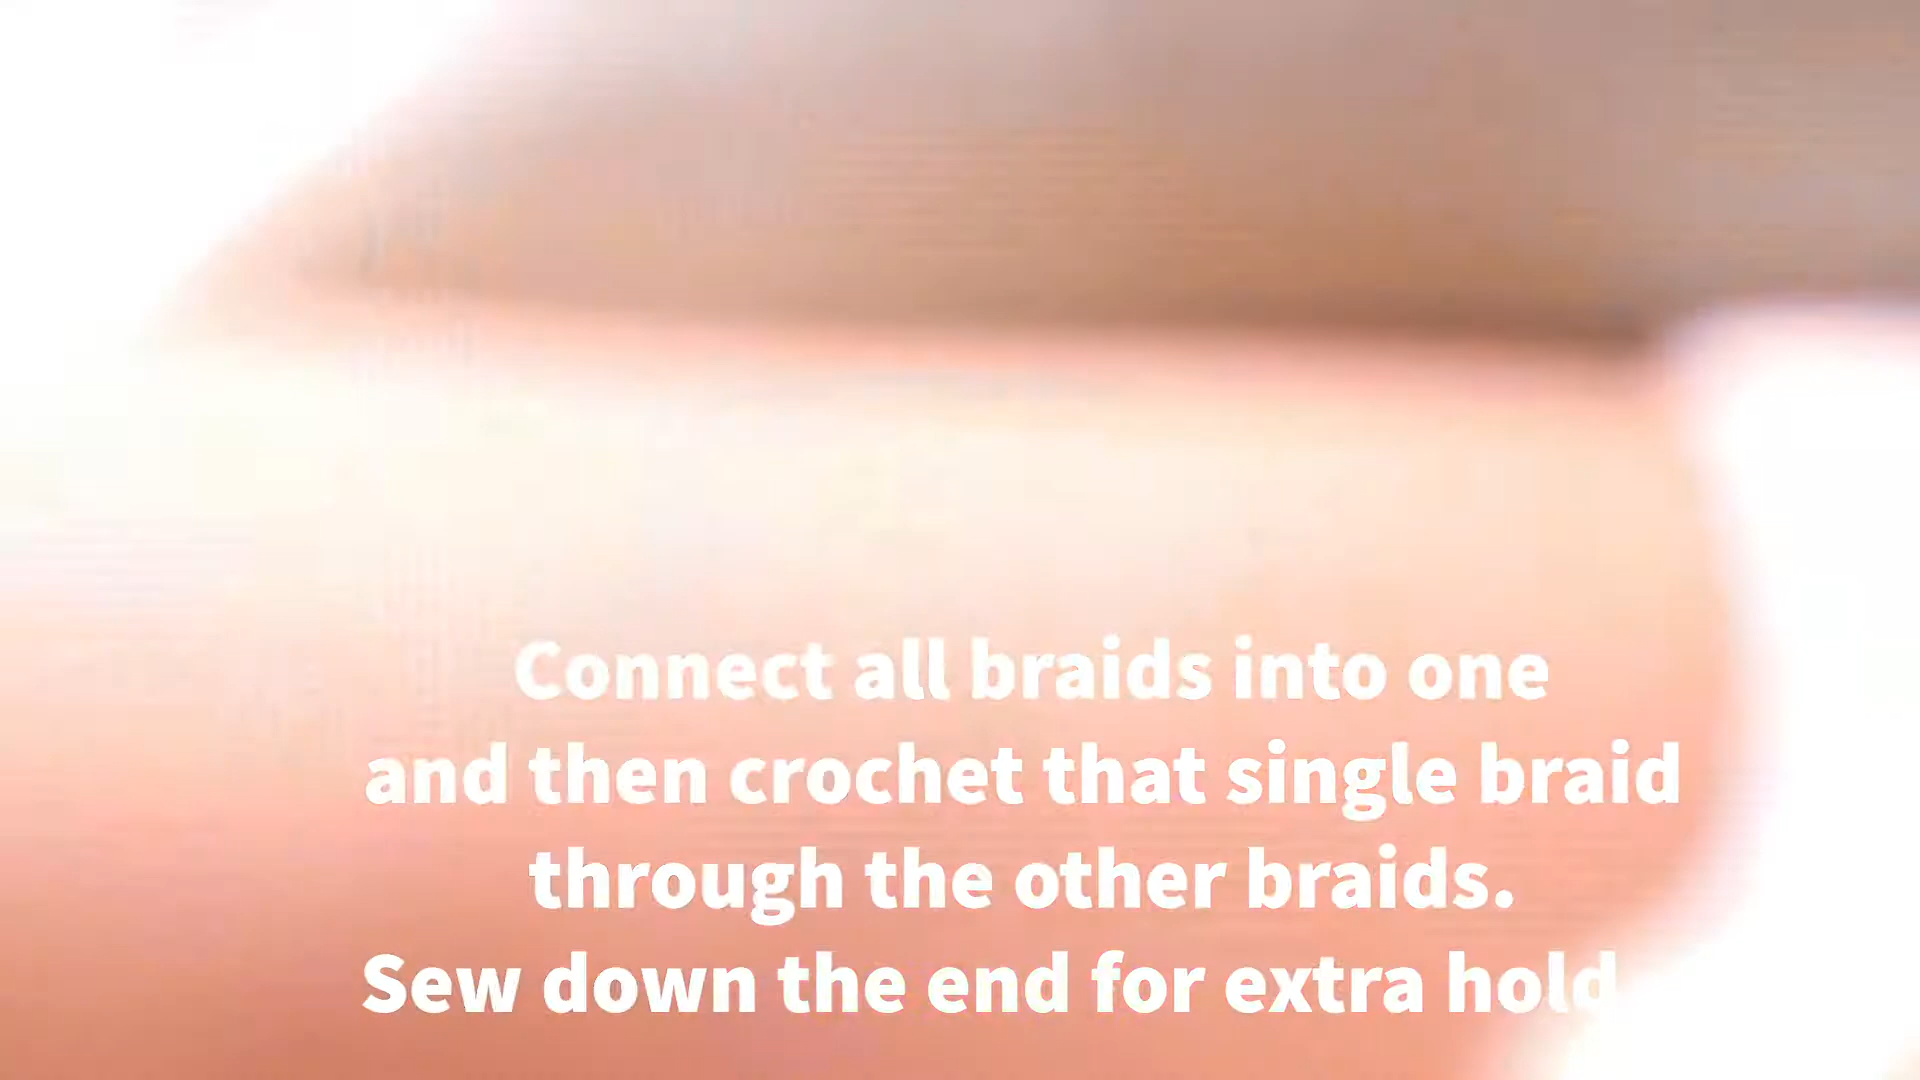 Connect all braids into one
and then crochet that single braid
through the other braids.
Sew down the end for extra hold